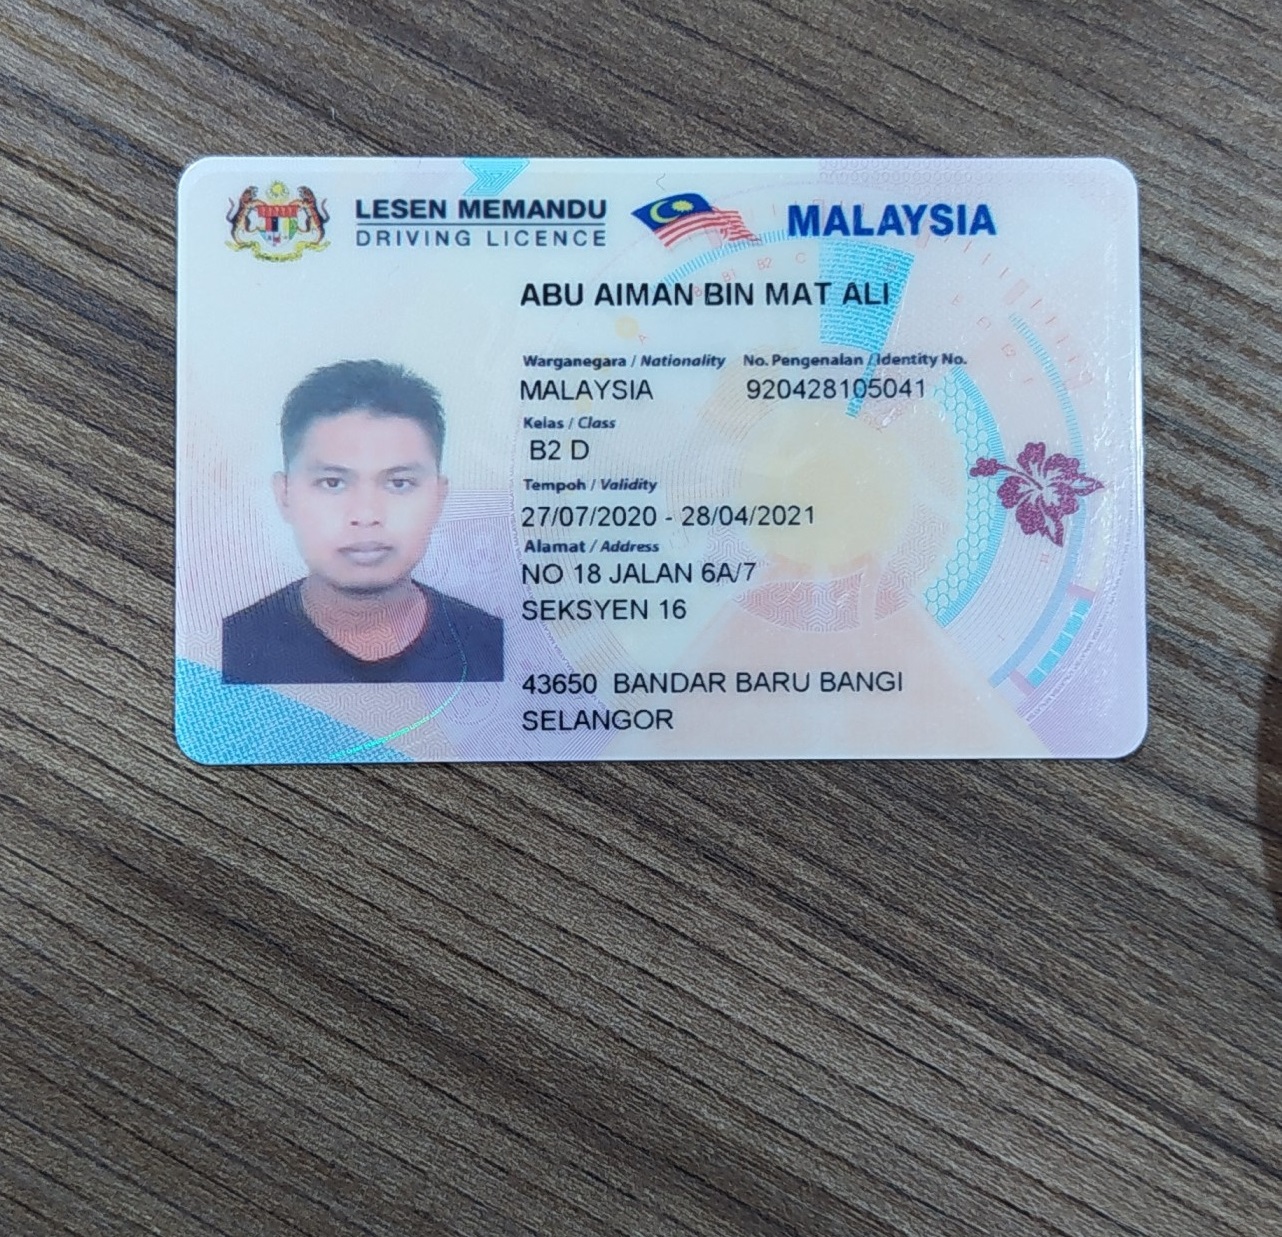 LESEN MEMANDU
DRIVING LICENCE
MALAYSIA
ABU AIMAN BIN MAT ALI
Warganegara / Nationality No. Pengenalan / Identity No.
MALAYSIA 920428105041
Kelas / Class
B2 D
Tempoh / Validity
27/07/2020 - 28/04/2021
Alamat / Address
NO 18 JALAN 6A/7
SEKSYEN 16
43650 BANDAR BARU BANGI
SELANGOR